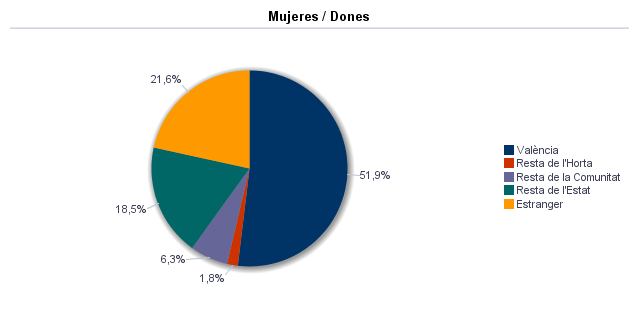 Mujeres / Dones
21,6%
51,9%
18,5%
6,3%
1,8%
València
Resta de l'Horta
Resta de la Comunitat
Resta de l'Estat
Estranger